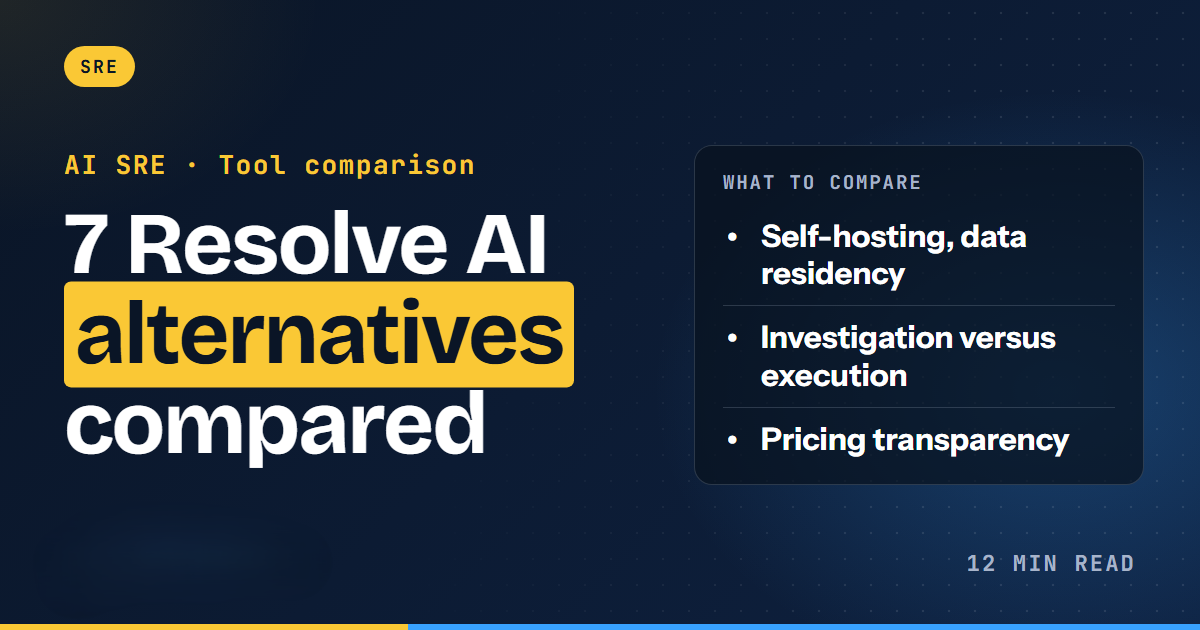 SRE
AI SRE · Tool comparison
7 Resolve AI
alternatives
compared
WHAT TO COMPARE
• Self-hosting, data
residency
• Investigation versus
execution
• Pricing transparency
12 MIN READ